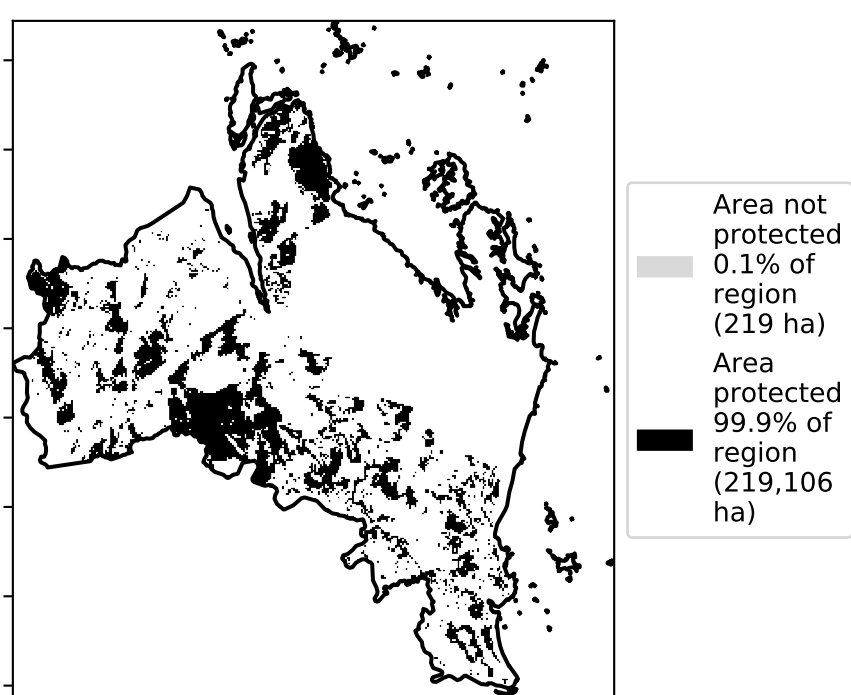 Area not
protected
0.1% of
region
(219 ha)
Area
protected
99.9% of
region
(219,106
ha)